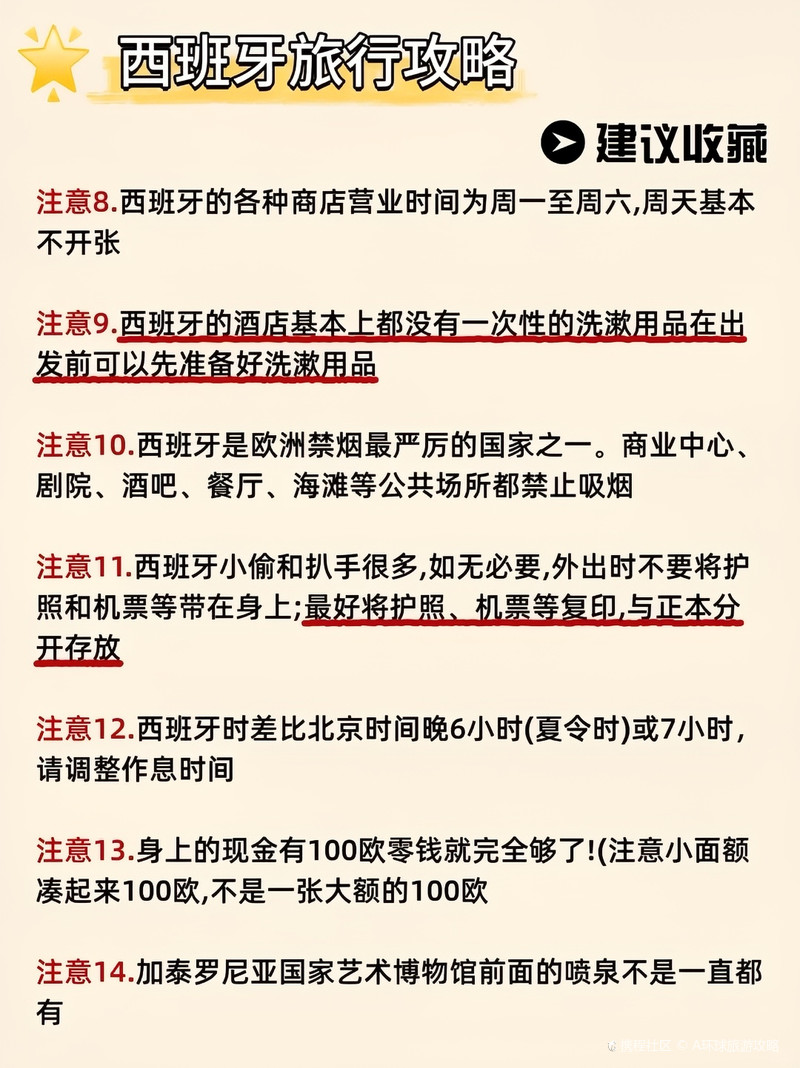 西班牙旅行攻略
建议收藏
注意8.西班牙的各种商店营业时间为周一至周六,周天基本
不开张
注意9.西班牙的酒店基本上都没有一次性的洗漱用品在出
发前可以先准备好洗漱用品
注意10.西班牙是欧洲禁烟最严厉的国家之一。商业中心、
剧院、酒吧、餐厅、海滩等公共场所都禁止吸烟
注意11.西班牙小偷和扒手很多,如无必要,外出时不要将护
照和机票等带在身上;最好将护照、机票等复印,与正本分
开存放
注意12.西班牙时差比北京时间晚6小时(夏令时)或7小时，
请调整作息时间
注意13.身上的现金有100欧零钱就完全够了!(注意小面额
凑起来100欧,不是一张大额的100欧
注意14.加泰罗尼亚国家艺术博物馆前面的喷泉不是一直都
有